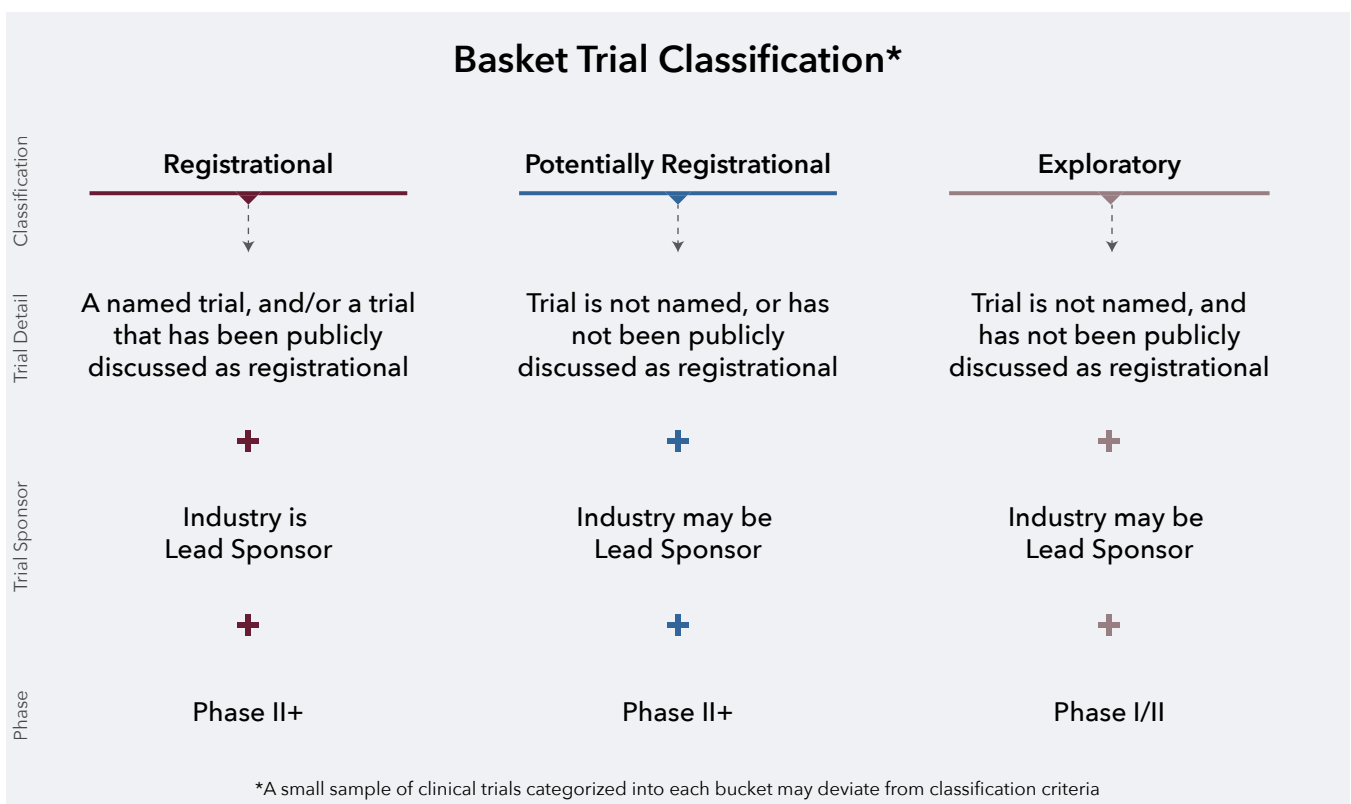 Basket Trial Classification*
Classification
Registrational
Potentially Registrational
Exploratory
Trial Detail
A named trial, and/or a trial
that has been publicly
discussed as registrational
Trial is not named, or has
not been publicly
discussed as registrational
Trial is not named, and
has not been publicly
discussed as registrational
+
+
+
Trial Sponsor
Industry is
Lead Sponsor
Industry may be
Lead Sponsor
Industry may be
Lead Sponsor
+
+
+
Phase
Phase II+
Phase II+
Phase I/II
*A small sample of clinical trials categorized into each bucket may deviate from classification criteria